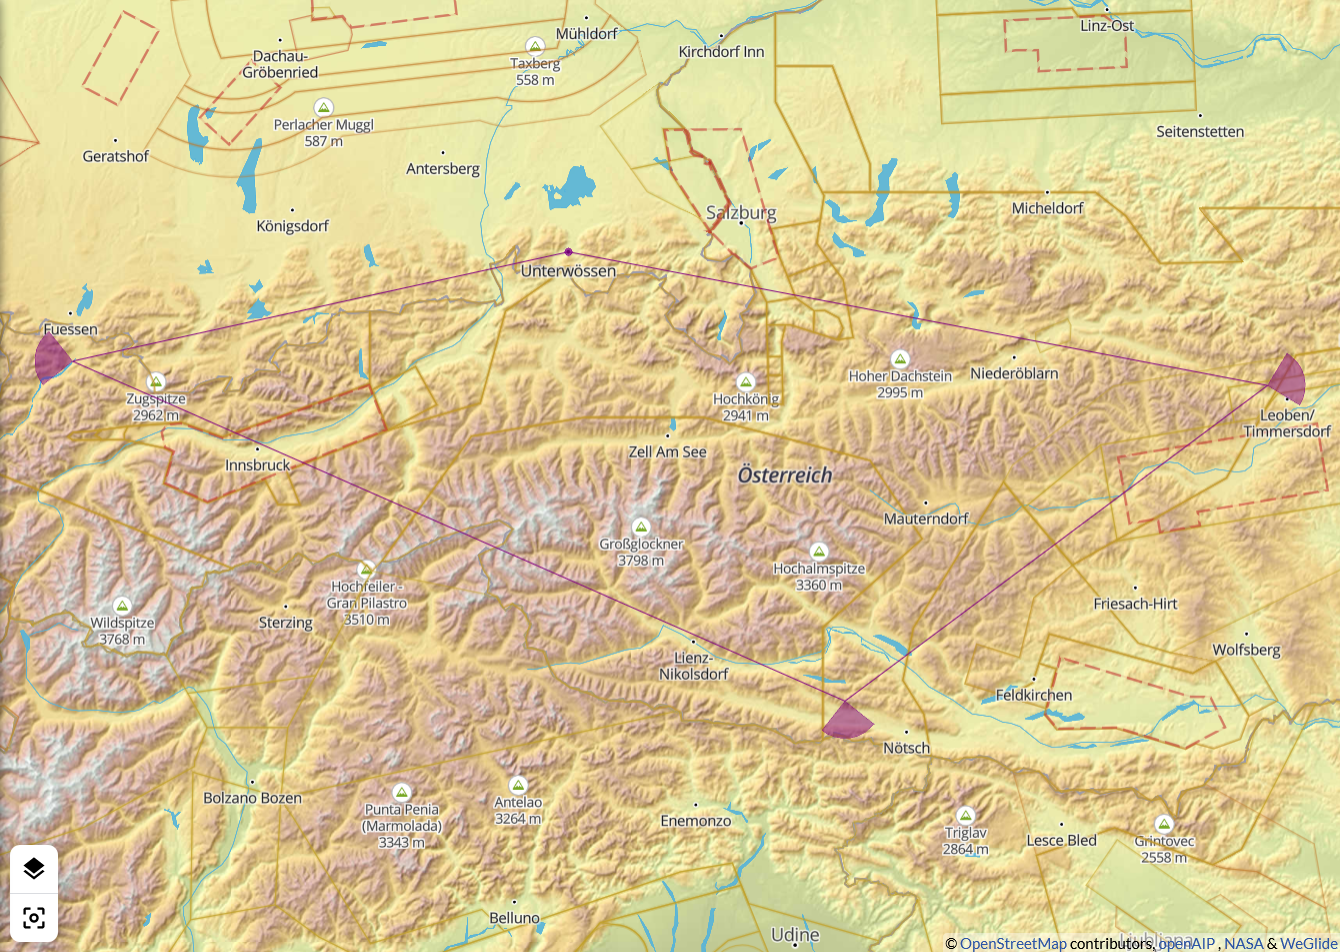 Mühldorf
Linz-Ost
Kirchdorf Inn
Dachau-
Gröbenried
Taxberg
558 m
Perlacher Muggl
587 m
Seitenstetten
Geratshof
Antersberg
Micheldorf
Salzburg
Königsdorf
Unterwössen
Fuessen
Hoher Dachstein
2995 m
Niederöblarn
Zugspitze
2962 m
Hochkönig
2941 m
Leoben/
Timmersdorf
Zell Am See
Innsbruck
Österreich
Mauterndorf
Großglockner
3798 m
Hochalmspitze
3360 m
Hochfeiler -
Gran Pilastro
3510 m
Friesach-Hirt
Wildspitze
3768 m
Sterzing
Wolfsberg
Lienz-
Nikolsdorf
Feldkirchen
Nötsch
Bolzano Bozen
Antelao
3264 m
Punta Penia
(Marmolada)
3343 m
Enemonzo
Triglav
2864 m
Lesce Bled
Grintovec
2558 m
Belluno
Udine
Ljubljana
© OpenStreetMap contributors, openAIP , NASA & WeGlide